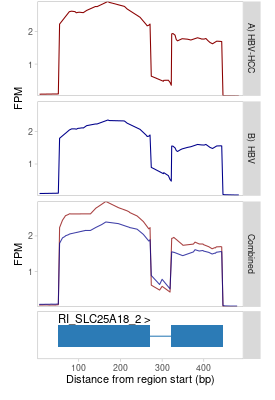 2
1
A) HBV-HCC
FPM
2
1
B) HBV
2
1
FPM
Combined
RI_SLC25A18_2 >
100 200 300 400
Distance from region start (bp)